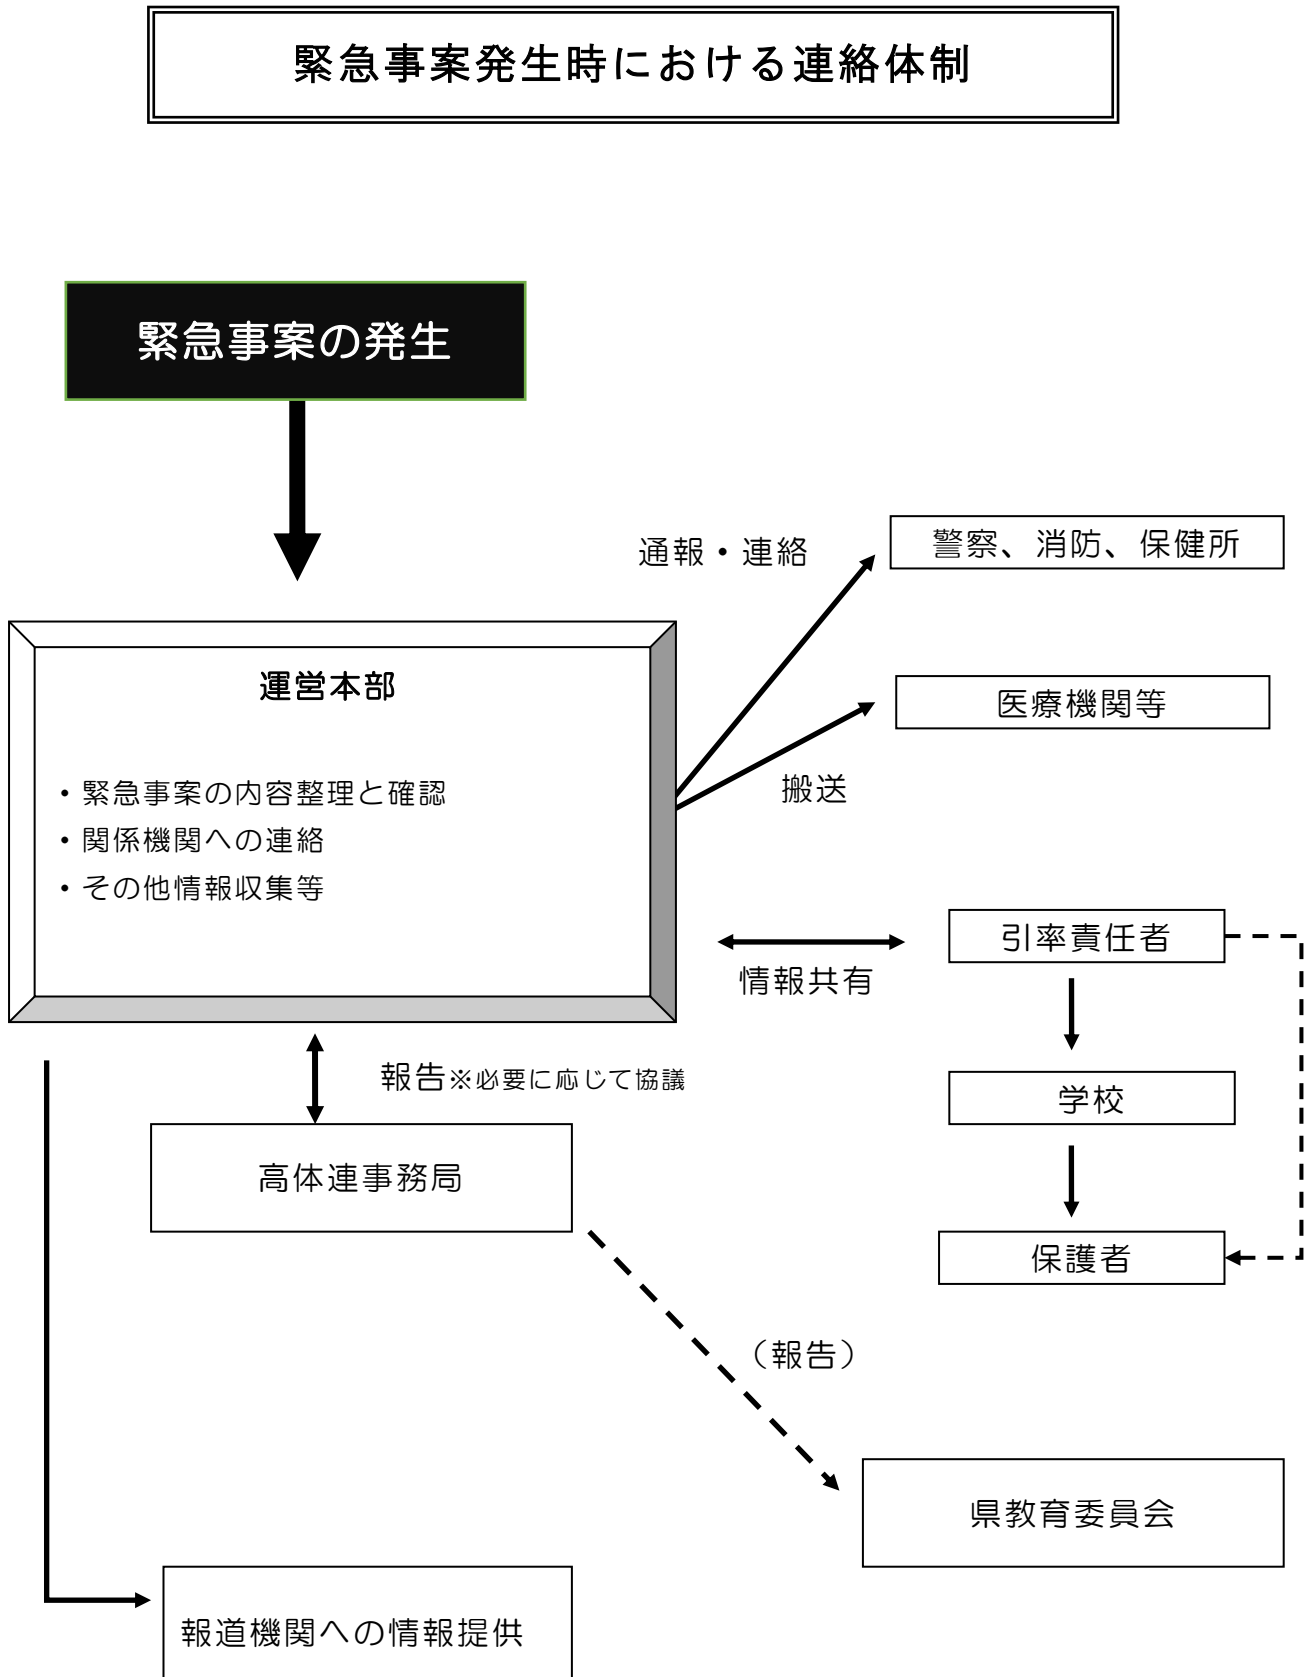 緊急事案発生時における連絡体制
緊急事案の発生
通報・連絡
警察、消防、保健所
運営本部
医療機関等
・緊急事案の内容整理と確認
搬送
・関係機関への連絡
・その他情報収集等
引率責任者
情報共有
報告※必要に応じて協議
学校
高体連事務局
保護者
（報告）
県教育委員会
報道機関への情報提供